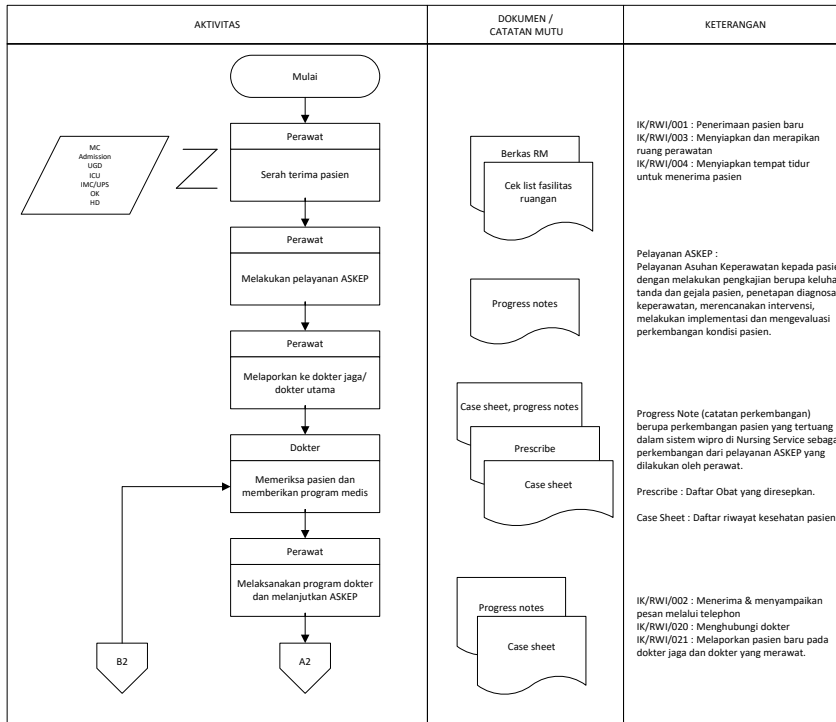 AKTIVITAS
DOKUMEN /
CATATAN MUTU
KETERANGAN
Mulai
MC
Admission
UGD
ICU
IMC/UPS
OK
HD
Perawat
Serah terima pasien
Berkas RM
Cek list fasilitas
ruangan
IK/RWI/001 : Penerimaan pasien baru
IK/RWI/003 : Menyiapkan dan merapikan
ruang perawatan
IK/RWI/004 : Menyiapkan tempat tidur
untuk menerima pasien
Perawat
Melakukan pelayanan ASKEP
Progress notes
Pelayanan ASKEP :
Pelayanan Asuhan Keperawatan kepada pasie
dengan melakukan pengkajian berupa keluha
tanda dan gejala pasien, penetapan diagnosa
keperawatan, merencanakan intervensi,
melakukan implementasi dan mengevaluasi
perkembangan kondisi pasien.
Perawat
Melaporkan ke dokter jaga/
dokter utama
Case sheet, progress notes
Prescribe
Case sheet
Progress Note (catatan perkembangan)
berupa perkembangan pasien yang tertuang
dalam sistem wipro di Nursing Service sebaga
perkembangan dari pelayanan ASKEP yang
dilakukan oleh perawat.
Prescribe : Daftar Obat yang diresepkan.
Case Sheet : Daftar riwayat kesehatan pasien
Dokter
Memeriksa pasien dan
memberikan program medis
Perawat
Melaksanakan program dokter
dan melanjutkan ASKEP
Progress notes
Case sheet
IK/RWI/002 : Menerima & menyampaikan
pesan melalui telephon
IK/RWI/020 : Menghubungi dokter
IK/RWI/021 : Melaporkan pasien baru pada
dokter jaga dan dokter yang merawat.
B2
A2